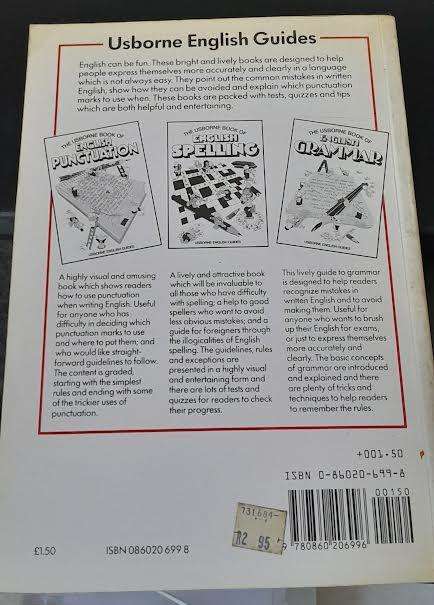 Usborne English Guides
English can be fun. These bright and lively books are designed to help
people express themselves more accurately and clearly in a language
which is not always easy. They point out the common mistakes in written
English, show how they can be avoided and explain which punctuation
marks to use when. These books are packed with tests, quizzes and tips
which are both helpful and entertaining.
THE USBORNE BOOK OF
ENGLISH
PUNCTUATION
USBORNE ENGLISH GUIDES
THE USBORNE BOOK OF
ENGLISH
SPELLING
USBORNE ENGLISH GUIDES
THE USBORNE BOOK OF
ENGLISH
GRAMMAR
USBORNE ENGLISH GUIDES
A highly visual and amusing
book which shows readers
how to use punctuation
when writing English. Useful
for anyone who has
difficulty in deciding which
punctuation marks to use
and where to put them; and
who would like straight-
forward guidelines to follow.
The content is graded,
starting with the simplest
rules and ending with some
of the trickier uses of
punctuation.
A lively and attractive book
which will be invaluable to
all those who have difficulty
with spelling; a help to good
spellers who want to avoid
less obvious mistakes; and a
guide for foreigners through
the illogicalities of English
spelling. The guidelines, rules
and exceptions are
presented in a highly visual
and entertaining form and
there are lots of tests and
quizzes for readers to check
their progress.
This lively guide to grammar
is designed to help readers
recognize mistakes in
written English and to avoid
making them. Useful for
anyone who wants to brush
up their English for exams,
or just to express themselves
more accurately and
clearly. The basic concepts
of grammar are introduced
and explained and there
are plenty of tricks and
techniques to help readers
to remember the rules.
+001.50
ISBN 0-86020-699-8
00150
9 780860 206996
R2 95
£1.50
ISBN 086020 699 8